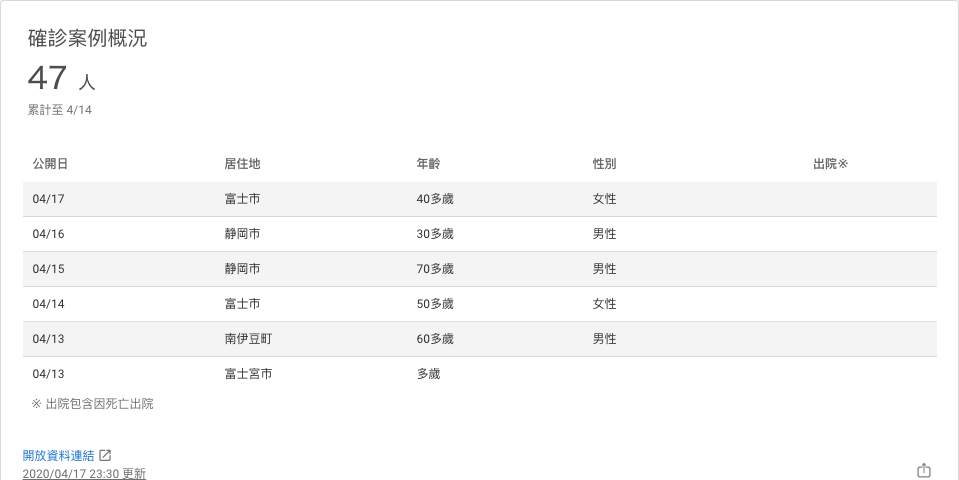 確診案例概況
47 人
累計至 4/14
公開日 居住地 年齡 性別 出院※
04/17 富士市 40多歲 女性
04/16 静岡市 30多歲 男性
04/15 静岡市 70多歲 男性
04/14 富士市 50多歲 女性
04/13 南伊豆町 60多歲 男性
04/13 富士宮市 多歲
※ 出院包含因死亡出院
開放資料連結
2020/04/17 23:30 更新